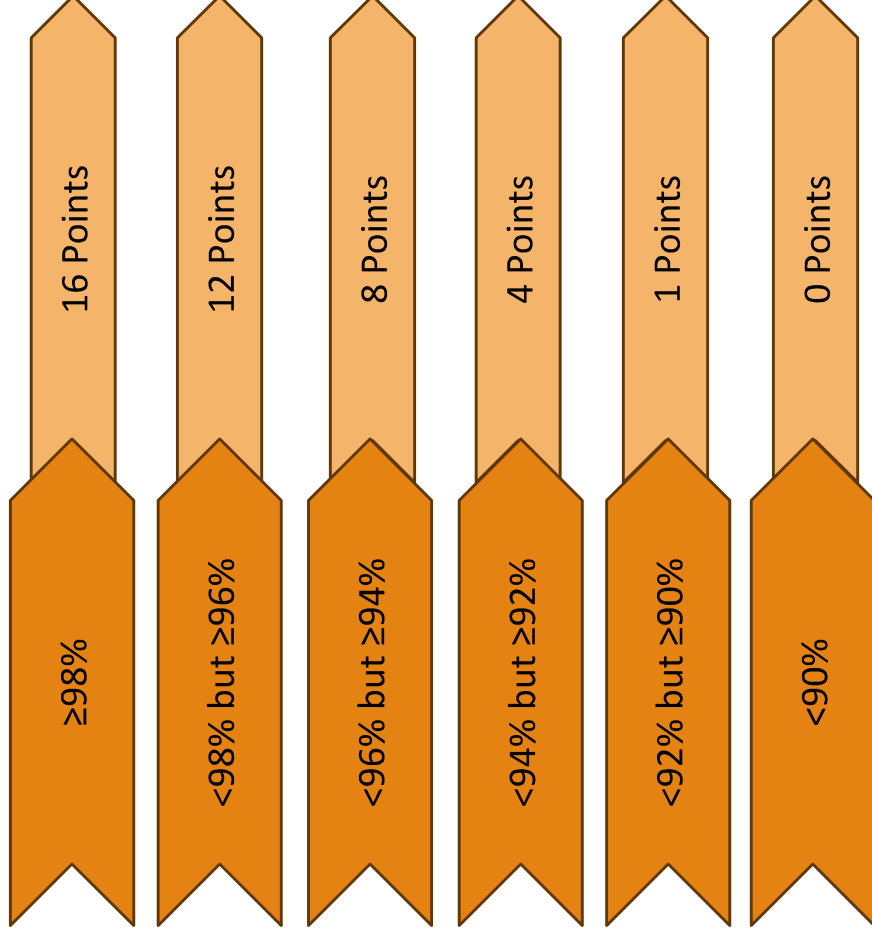 ≥98%
16 Points
<98% but ≥96%
12 Points
<96% but ≥94%
8 Points
<94% but ≥92%
4 Points
<92% but ≥90%
1 Points
<90%
0 Points